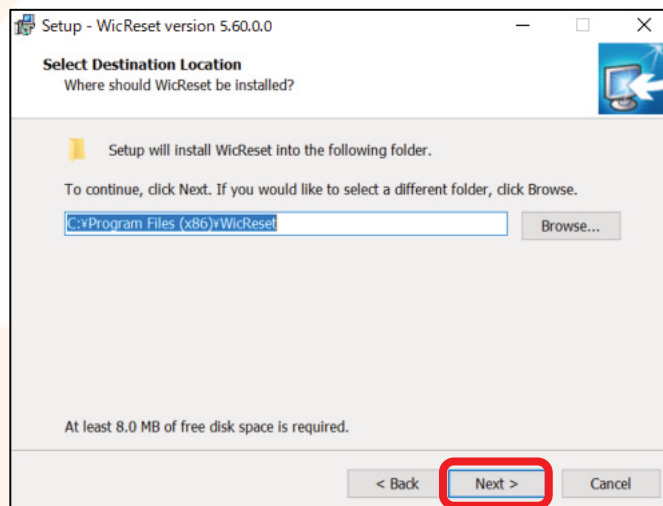 Setup - WicReset version 5.60.0.0
Select Destination Location
Where should WicReset be installed?
Setup will install WicReset into the following folder.
To continue, click Next. If you would like to select a different folder, click Browse.
C:¥Program Files (x86)¥WicReset
Browse...
At least 8.0 MB of free disk space is required.
< Back
Next >
Cancel